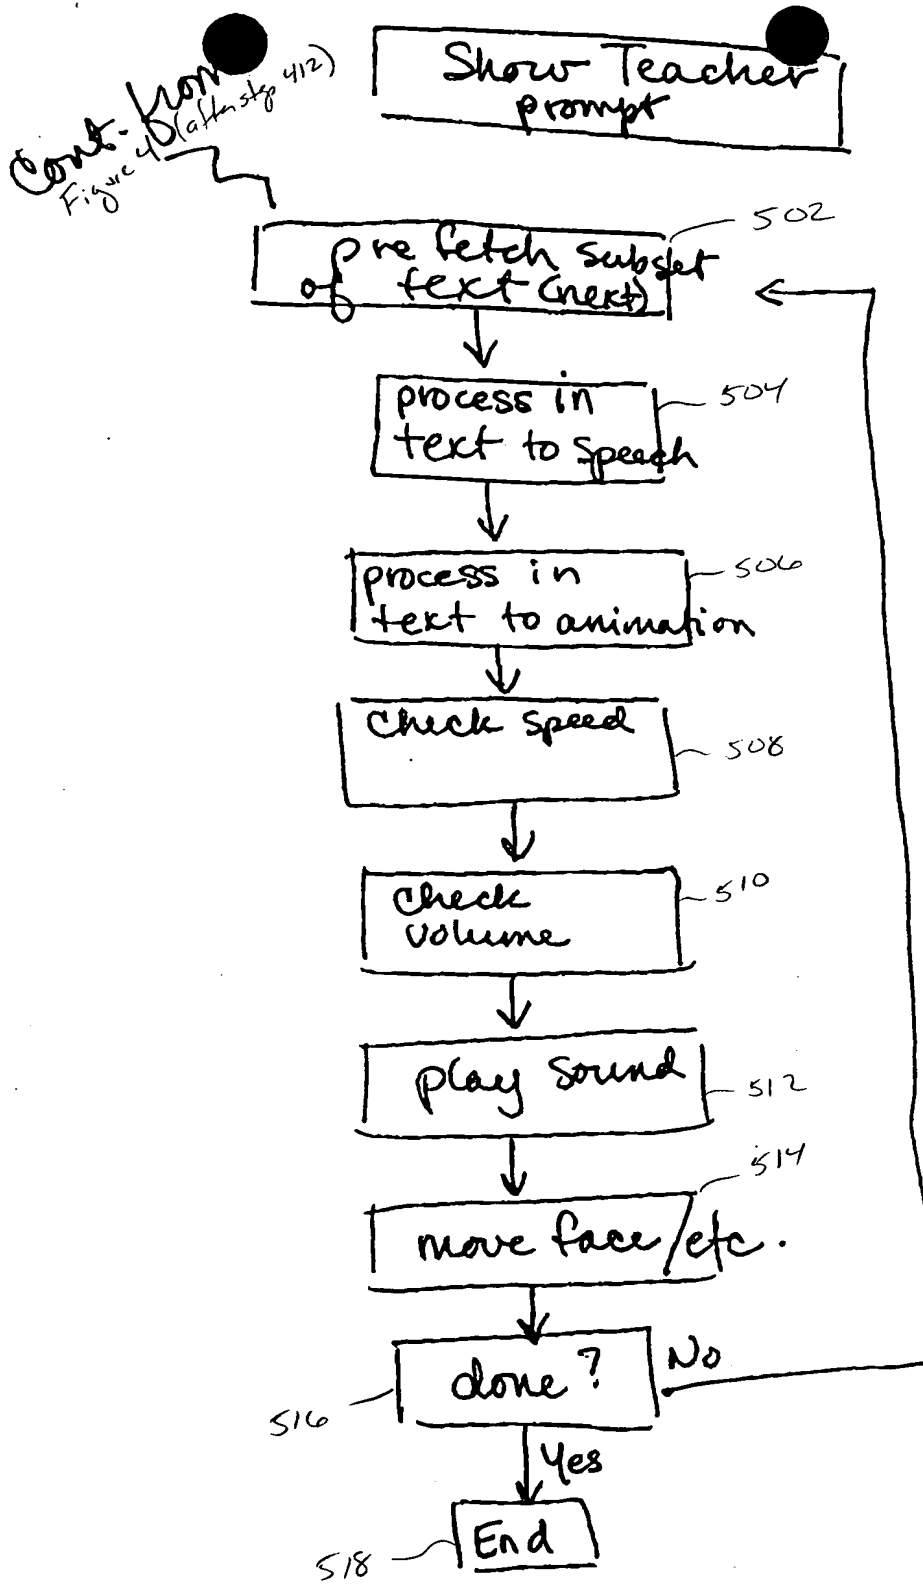 Cont. from
Figure 4 (after step 412)
Show Teacher
prompt
502
pre fetch subset
of text (next)
504
process in
text to speech
506
process in
text to animation
check speed
508
510
check
volume
play sound
512
514
move face/etc.
done?
No
516
Yes
End
518